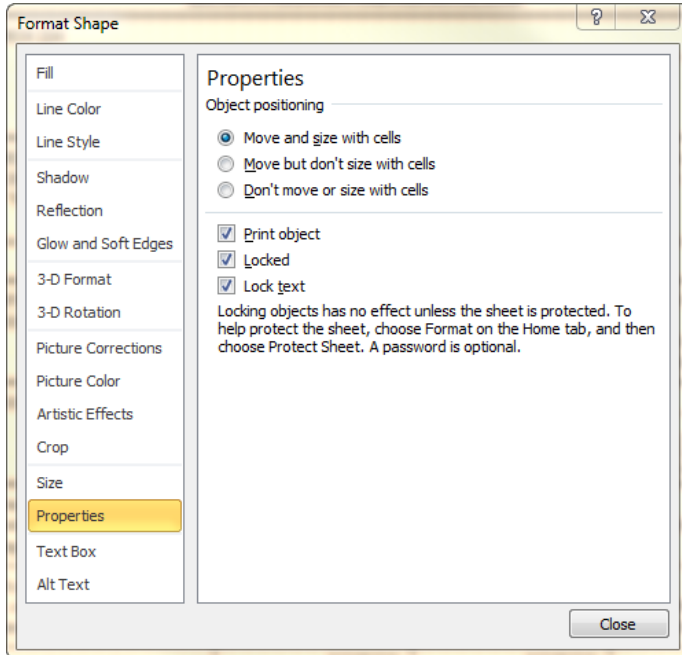 Format Shape
Fill
Line Color
Line Style
Shadow
Reflection
Glow and Soft Edges
3-D Format
3-D Rotation
Picture Corrections
Picture Color
Artistic Effects
Crop
Size
Properties
Text Box
Alt Text
Properties
Object positioning
Move and size with cells
Move but don't size with cells
Don't move or size with cells
Print object
Locked
Lock text
Locking objects has no effect unless the sheet is protected. To
help protect the sheet, choose Format on the Home tab, and then
choose Protect Sheet. A password is optional.
Close